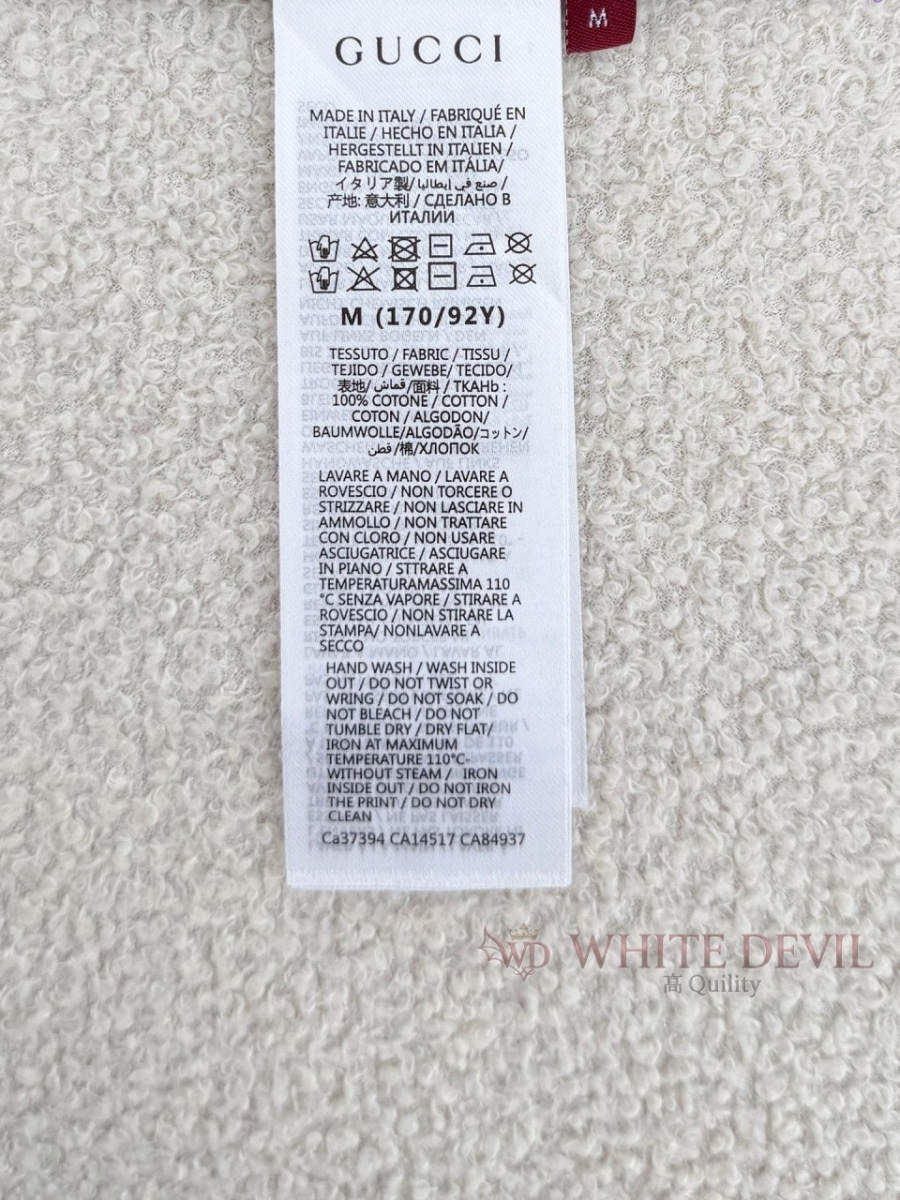 M
GUCCI
MADE IN ITALY / FABRIQUÉ EN
ITALIE / HECHO EN ITALIA /
HERGESTELLT IN ITALIEN /
FABRICADO EM ITÁLIA/
イタリア製/ صنع في إيطاليا /
产地: 意大利 / СДЕЛАНО В
ИТАЛИИ
M (170/92Y)
TESSUTO / FABRIC / TISSU /
TEJIDO / GEWEBE/ TECIDO/
表地/ قماش /面料 / TKAHb :
100% COTONE / COTTON /
COTON / ALGODON/
BAUMWOLLE/ALGODÃO/コットン/
قطن /棉/ХЛОПОК
LAVARE A MANO / LAVARE A
ROVESCIO / NON TORCERE O
STRIZZARE / NON LASCIARE IN
AMMOLLO / NON TRATTARE
CON CLORO / NON USARE
ASCIUGATRICE / ASCIUGARE
IN PIANO / STTRARE A
TEMPERATURAMASSIMA 110
°C SENZA VAPORE / STIRARE A
ROVESCIO / NON STIRARE LA
STAMPA/ NONLAVARE A
SECCO
HAND WASH / WASH INSIDE
OUT / DO NOT TWIST OR
WRING / DO NOT SOAK / DO
NOT BLEACH / DO NOT
TUMBLE DRY / DRY FLAT/
IRON AT MAXIMUM
TEMPERATURE 110°C-
WITHOUT STEAM / IRON
INSIDE OUT / DO NOT IRON
THE PRINT / DO NOT DRY
CLEAN
Ca37394 CA14517 CA84937
WD WHITE DEVIL
高 Quility